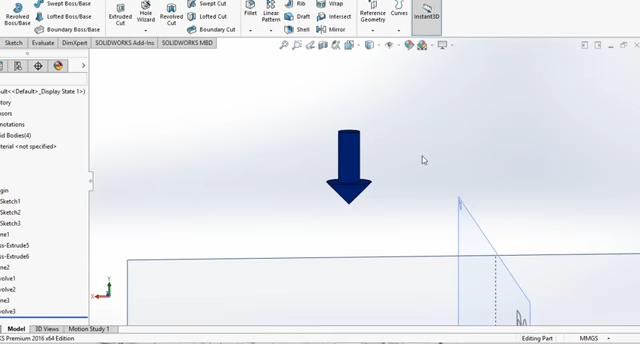 Revolved Boss/Base
Swept Boss/Base
Lofted Boss/Base
Boundary Boss/Base
Extruded Cut
Hole Wizard
Revolved Cut
Swept Cut
Lofted Cut
Boundary Cut
Fillet
Linear Pattern
Rib
Draft
Shell
Wrap
Intersect
Mirror
Reference Geometry
Curves
Instant3D
Sketch Evaluate DimXpert SOLIDWORKS Add-Ins SOLIDWORKS MBD
ult<<Default>_Display State 1>)
tory
sors
notations
id Bodies(4)
terial <not specified>
gin
Sketch1
Sketch2
Sketch3
ne1
ss-Extrude5
ss-Extrude6
ne2
volve1
volve2
ne3
volve3
Y
X
Model 3D Views Motion Study 1
KS Premium 2016 x64 Edition
Editing Part
MMGS